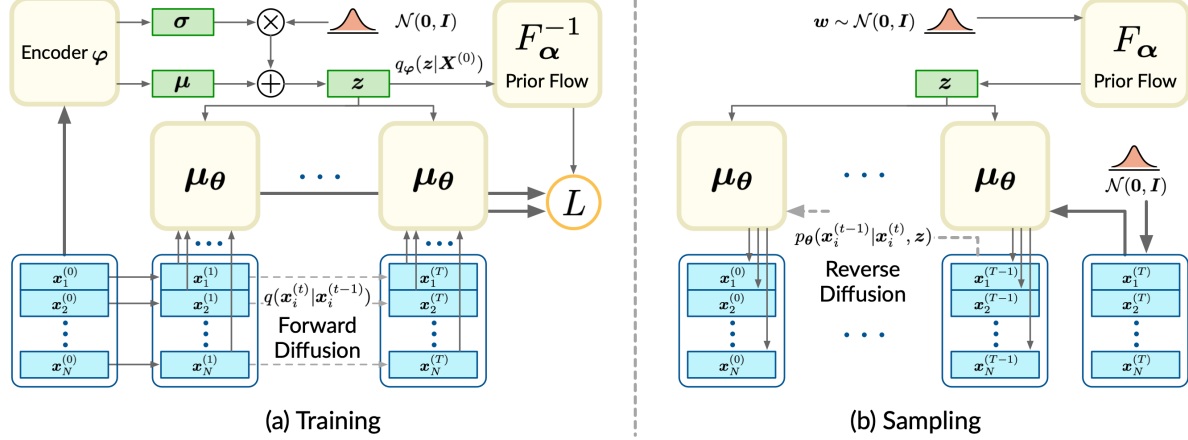 Encoder φ
σ
×
N(0, I)
μ
+
z
q_φ(z|X^(0))
F_α^{-1}
Prior Flow
μ_θ
...
μ_θ
L
...
...
x_1^(0)
x_2^(0)
x_N^(0)
x_1^(1)
x_2^(1)
x_N^(1)
q(x_i^(t)|x_i^(t-1))
Forward
Diffusion
x_1^(T)
x_2^(T)
x_N^(T)
(a) Training
w ∼ N(0, I)
F_α
Prior Flow
z
μ_θ
...
μ_θ
N(0, I)
p_θ(x_i^(t-1)|x_i^(t), z)
Reverse
Diffusion
...
x_1^(0)
x_2^(0)
x_N^(0)
x_1^(T-1)
x_2^(T-1)
x_N^(T-1)
x_1^(T)
x_2^(T)
x_N^(T)
(b) Sampling